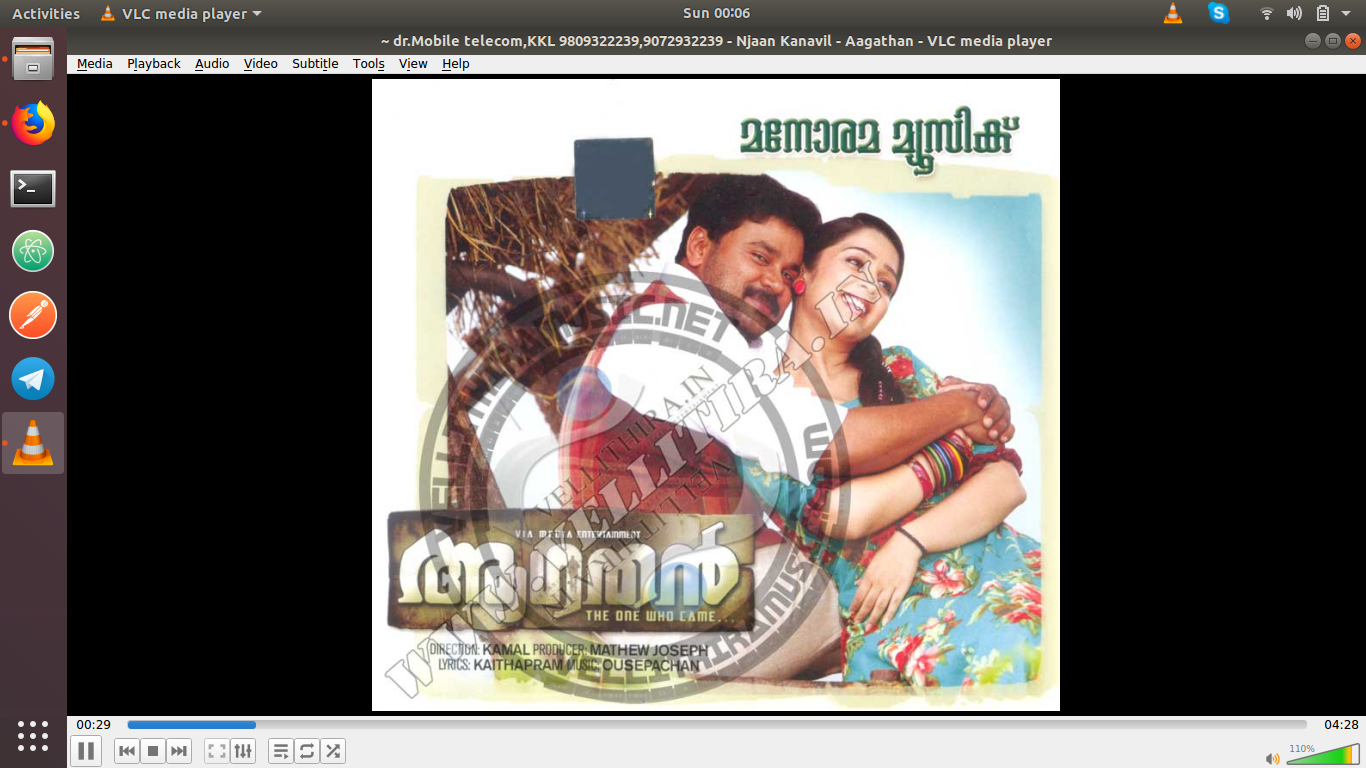 Activities VLC media player Sun 00:06
~ dr.Mobile telecom,KKL 9809322239,9072932239 - Njaan Kanavil - Aagathan - VLC media player
Media Playback Audio Video Subtitle Tools View Help
മനോരമ മ്യൂസിക്
MUSIC.NET
WWW.VELLITIRA.IN
VELLITHIRA.IN
VIA MEDIA ENTERTAINMENT
ആഗതൻ
THE ONE WHO CAME...
DIRECTION: KAMAL PRODUCER: MATHEW JOSEPH
LYRICS: KAITHAPRAM MUSIC: OUSEPACHAN
00:29 04:28
110%